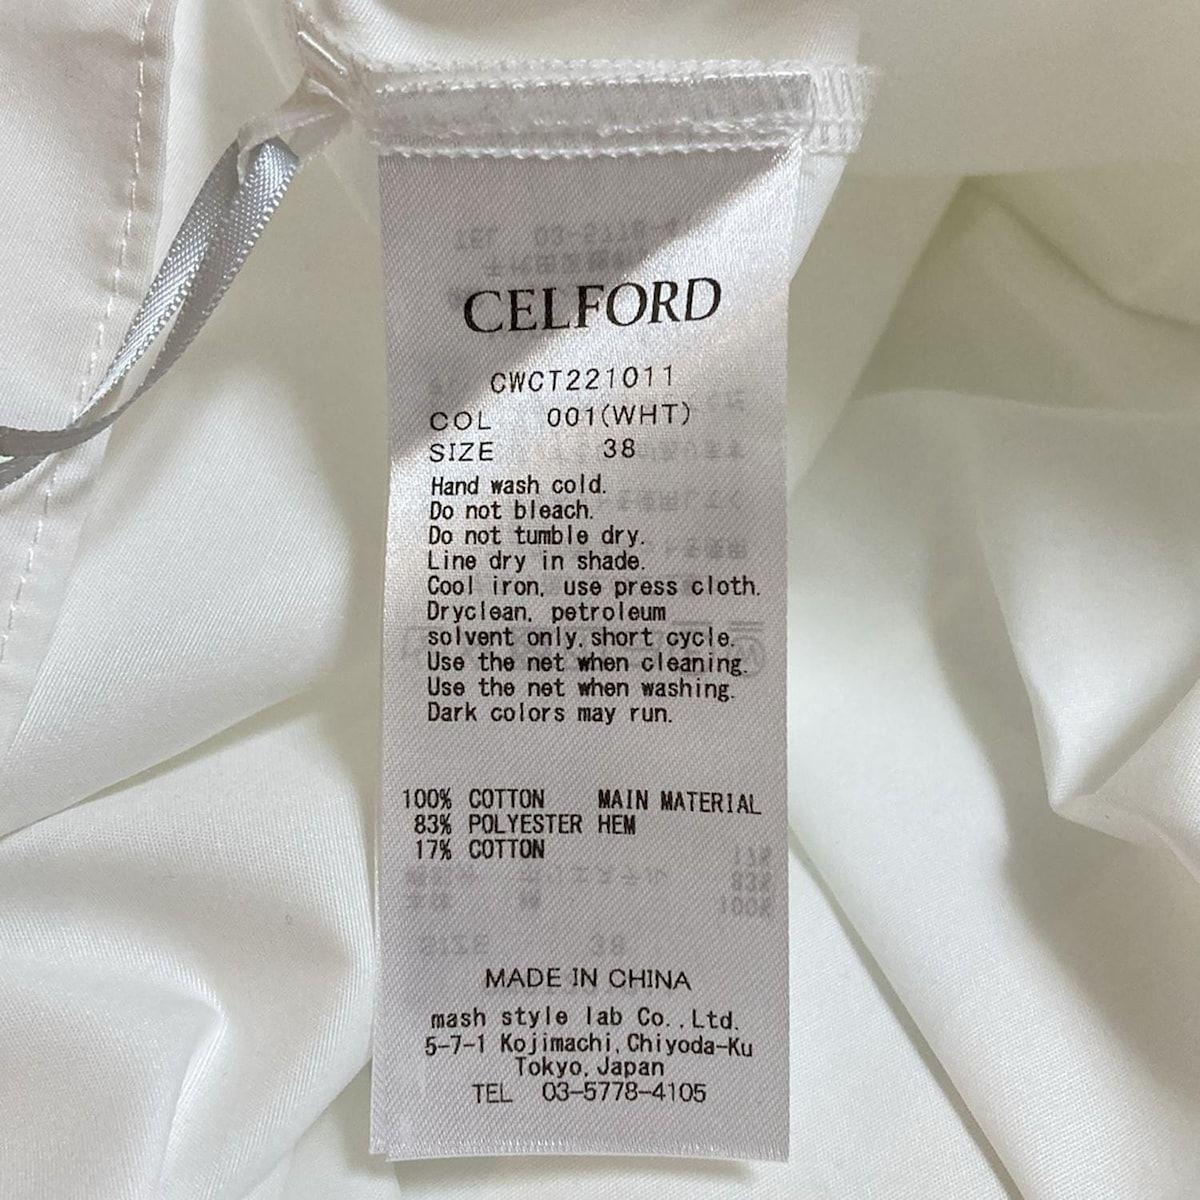 CELFORD
CWCT221011
COL 001(WHT)
SIZE 38
Hand wash cold.
Do not bleach.
Do not tumble dry.
Line dry in shade.
Cool iron, use press cloth.
Dryclean, petroleum
solvent only, short cycle.
Use the net when cleaning.
Use the net when washing.
Dark colors may run.
100% COTTON MAIN MATERIAL
83% POLYESTER HEM
17% COTTON
MADE IN CHINA
mash style lab Co., Ltd.
5-7-1 Kojimachi, Chiyoda-Ku
Tokyo, Japan
TEL 03-5778-4105